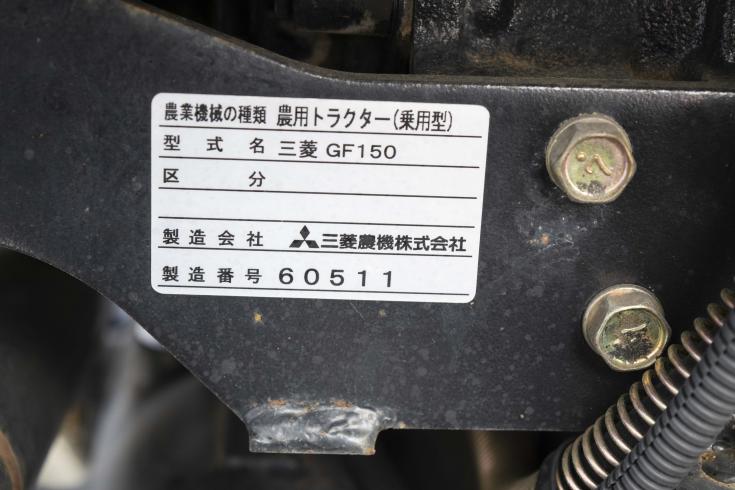 農業機械の種類 農用トラクター(乗用型)
型式名 三菱 GF150
区分
製造会社 三菱農機株式会社
製造番号 60511